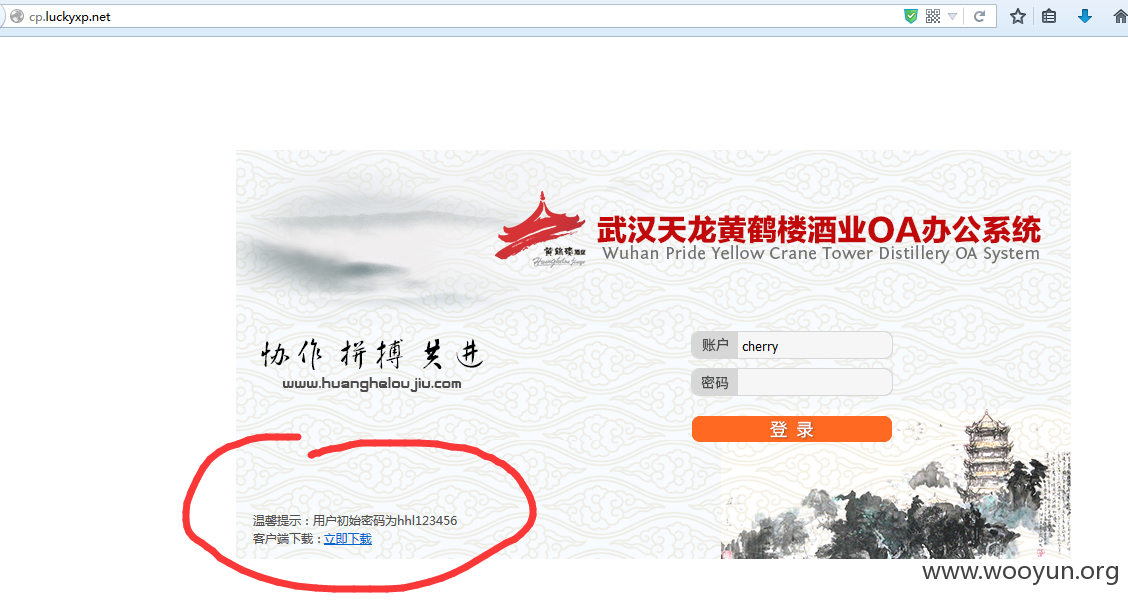 cp.luckyxp.net
武汉天龙黄鹤楼酒业OA办公系统
Wuhan Pride Yellow Crane Tower Distillery OA System
黄鹤楼酒业
协作 拼搏 共进
www.huangheloujiu.com
账户 cherry
密码
登 录
温馨提示：用户初始密码为hhl123456
客户端下载：立即下载
www.wooyun.org